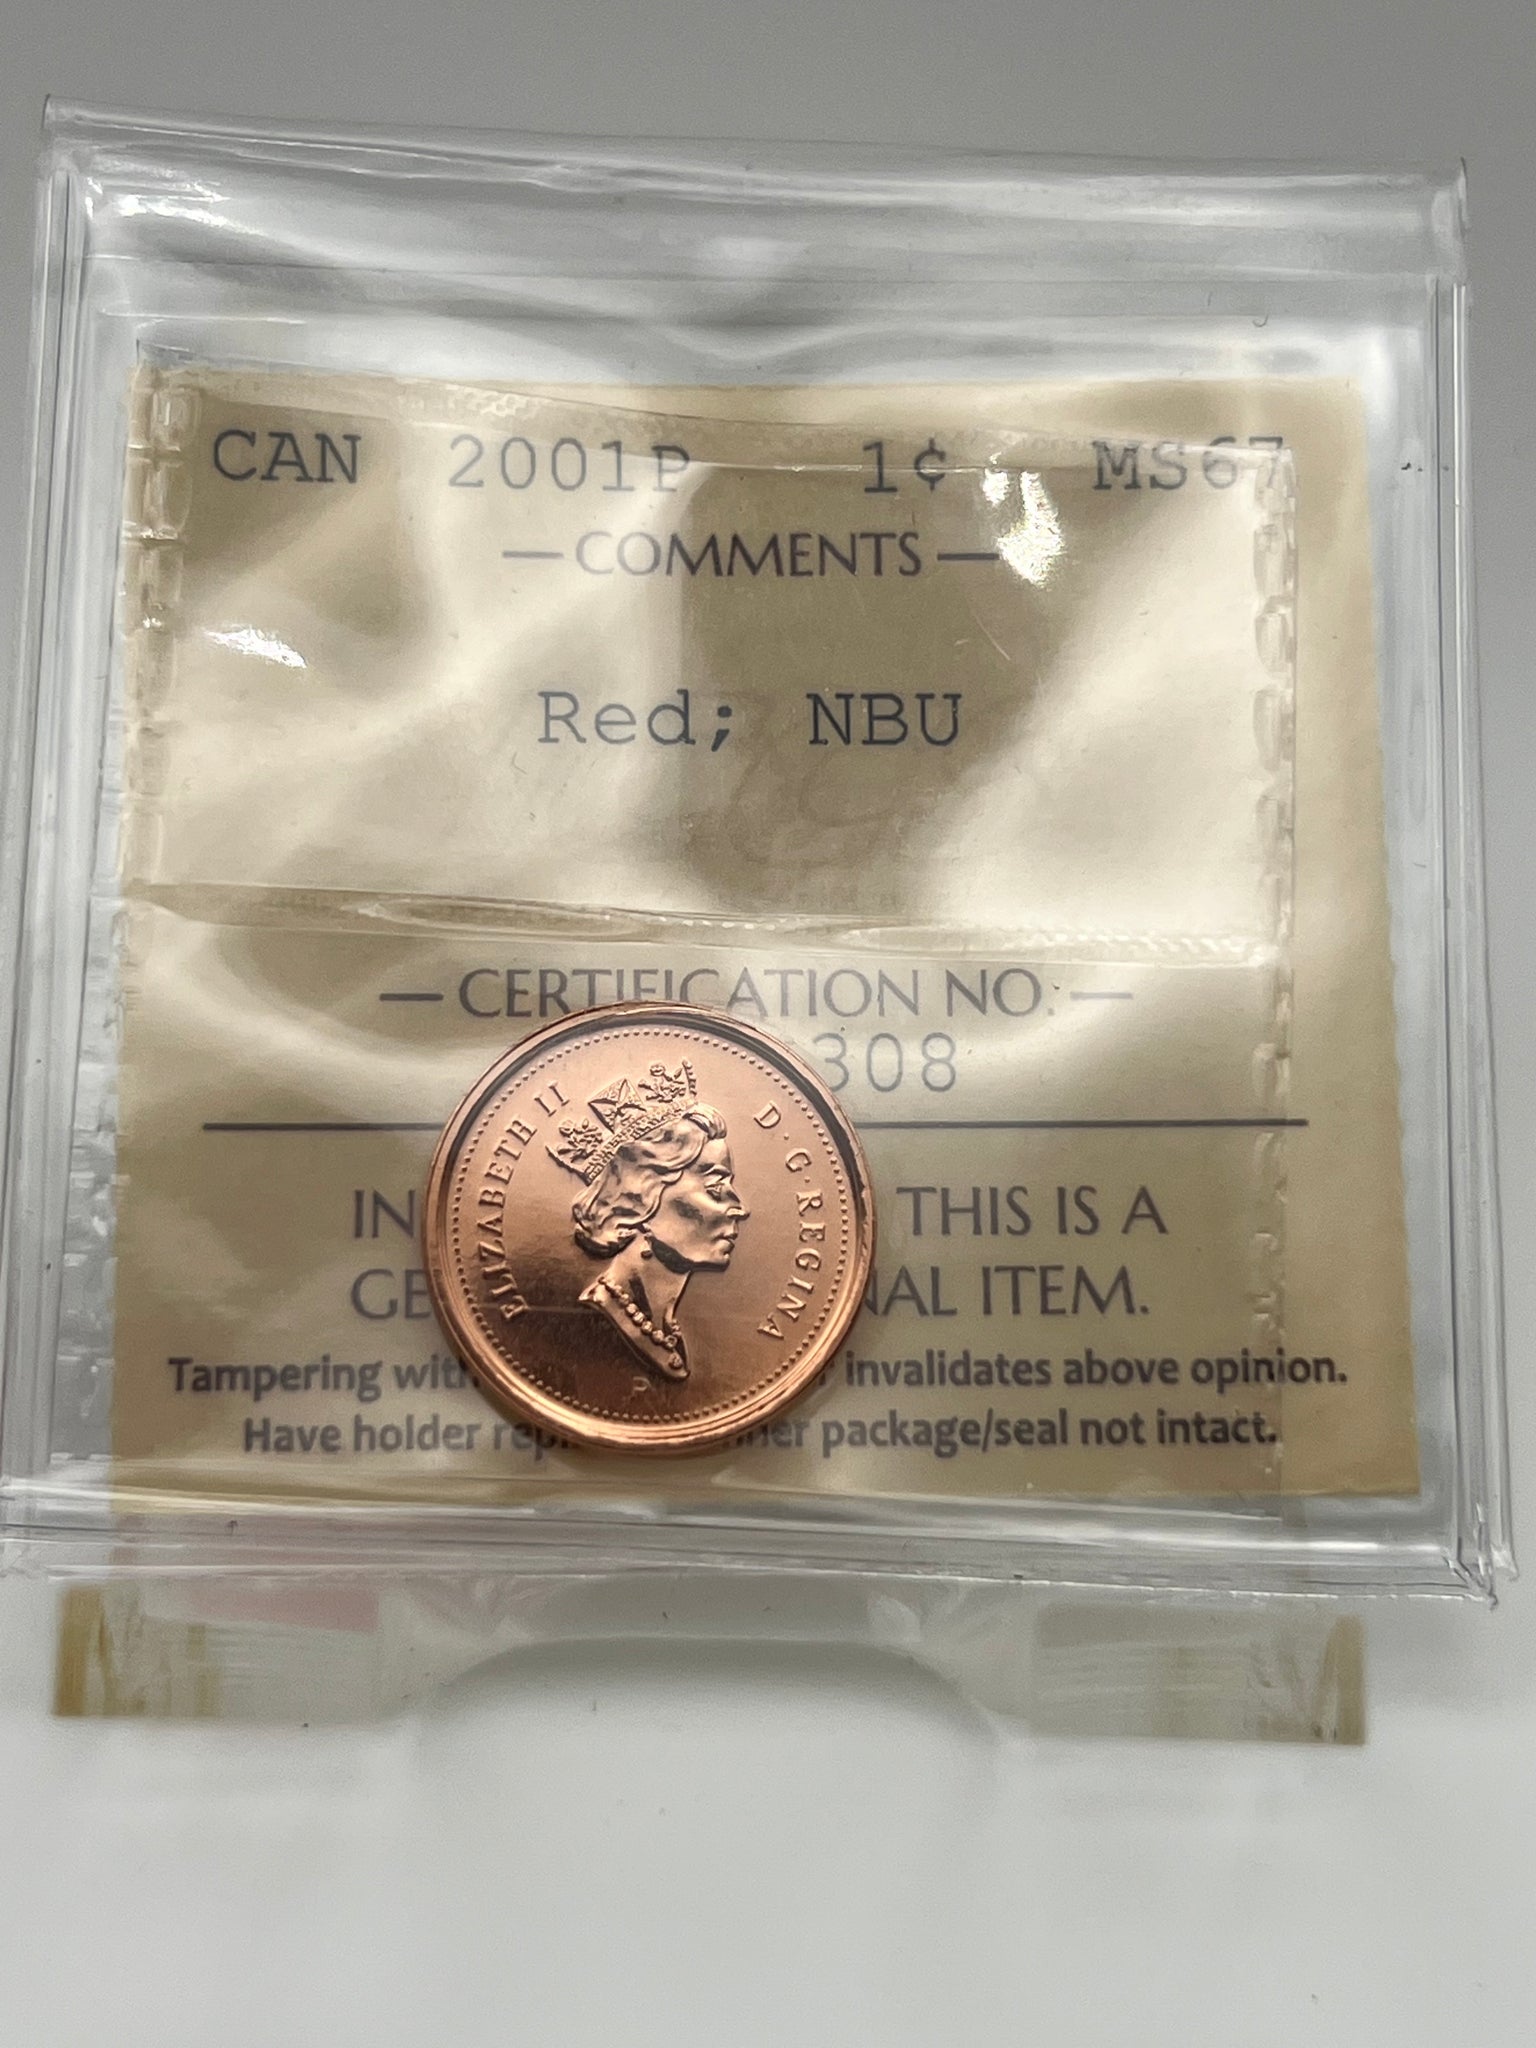 CAN 2001P 1¢ MS67
— COMMENTS —
Red; NBU
— CERTIFICATION NO. —
308
ELIZABETH II D·G·REGINA
P
IN THIS IS A
GE NAL ITEM.
Tampering with invalidates above opinion.
Have holder package/seal not intact.